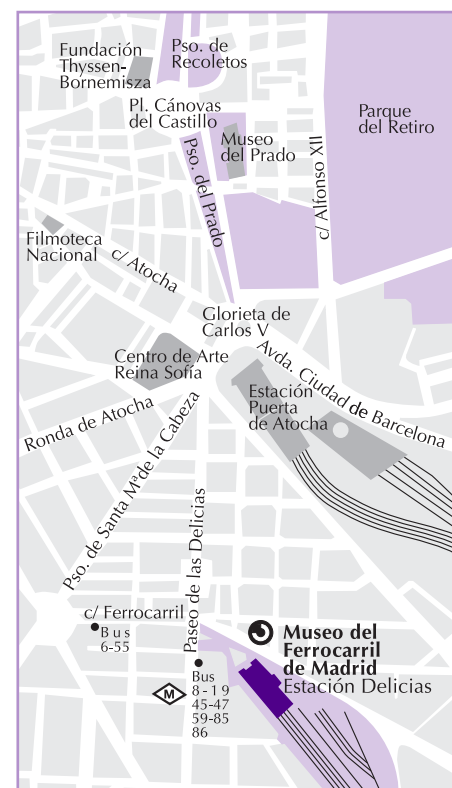 Fundación
Thyssen-
Bornemisza
Pso. de
Recoletos
Pl. Cánovas
del Castillo
Museo
del Prado
Parque
del Retiro
Pso. del Prado
c/ Alfonso XII
Filmoteca
Nacional
c/ Atocha
Glorieta de
Carlos V
Centro de Arte
Reina Sofía
Avda. Ciudad de Barcelona
Estación
Puerta
de Atocha
Ronda de Atocha
Pso. de Santa Mª de la Cabeza
Paseo de las Delicias
c/ Ferrocarril
Bus
6-55
M
Bus
8-19
45-47
59-85
86
Museo del
Ferrocarril
de Madrid
Estación Delicias